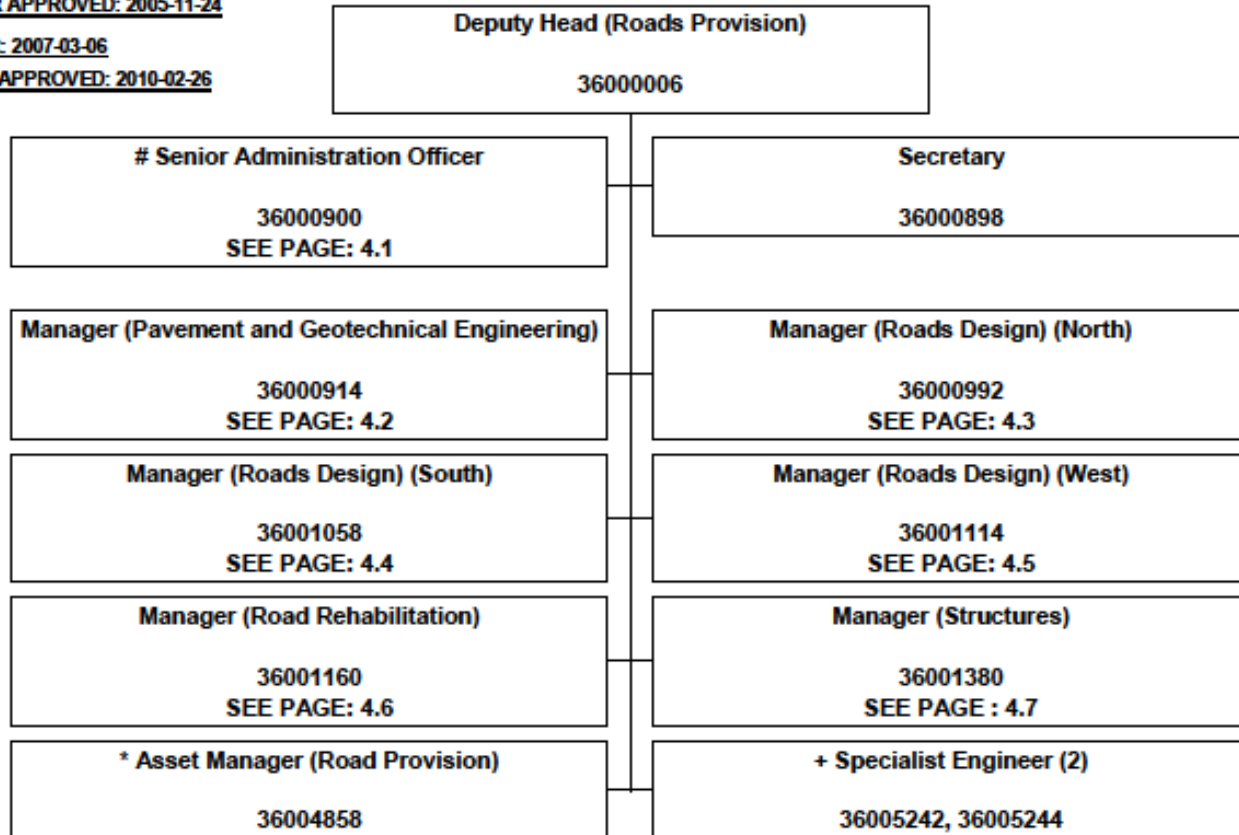 APPROVED: 2005-11-24
: 2007-03-06
APPROVED: 2010-02-26
Deputy Head (Roads Provision)
36000006
# Senior Administration Officer
36000900
SEE PAGE: 4.1
Secretary
36000898
Manager (Pavement and Geotechnical Engineering)
36000914
SEE PAGE: 4.2
Manager (Roads Design) (North)
36000992
SEE PAGE: 4.3
Manager (Roads Design) (South)
36001058
SEE PAGE: 4.4
Manager (Roads Design) (West)
36001114
SEE PAGE: 4.5
Manager (Road Rehabilitation)
36001160
SEE PAGE: 4.6
Manager (Structures)
36001380
SEE PAGE : 4.7
* Asset Manager (Road Provision)
36004858
+ Specialist Engineer (2)
36005242, 36005244